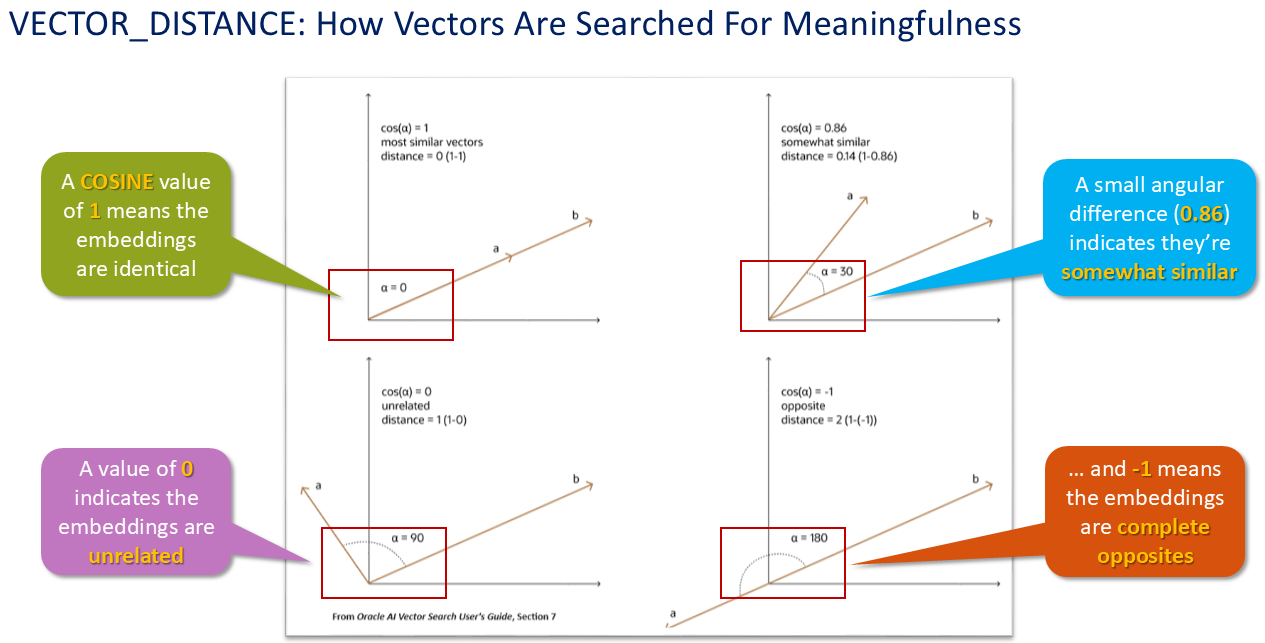 VECTOR_DISTANCE: How Vectors Are Searched For Meaningfulness
A COSINE value
of 1 means the
embeddings
are identical
cos(α) = 1
most similar vectors
distance = 0 (1-1)
b
a
α = 0
cos(α) = 0.86
somewhat similar
distance = 0.14 (1-0.86)
a
b
α = 30
A small angular
difference (0.86)
indicates they’re
somewhat similar
A value of 0
indicates the
embeddings are
unrelated
cos(α) = 0
unrelated
distance = 1 (1-0)
a
b
α = 90
cos(α) = -1
opposite
distance = 2 (1-(-1))
b
α = 180
a
… and -1 means
the embeddings
are complete
opposites
From Oracle AI Vector Search User's Guide, Section 7